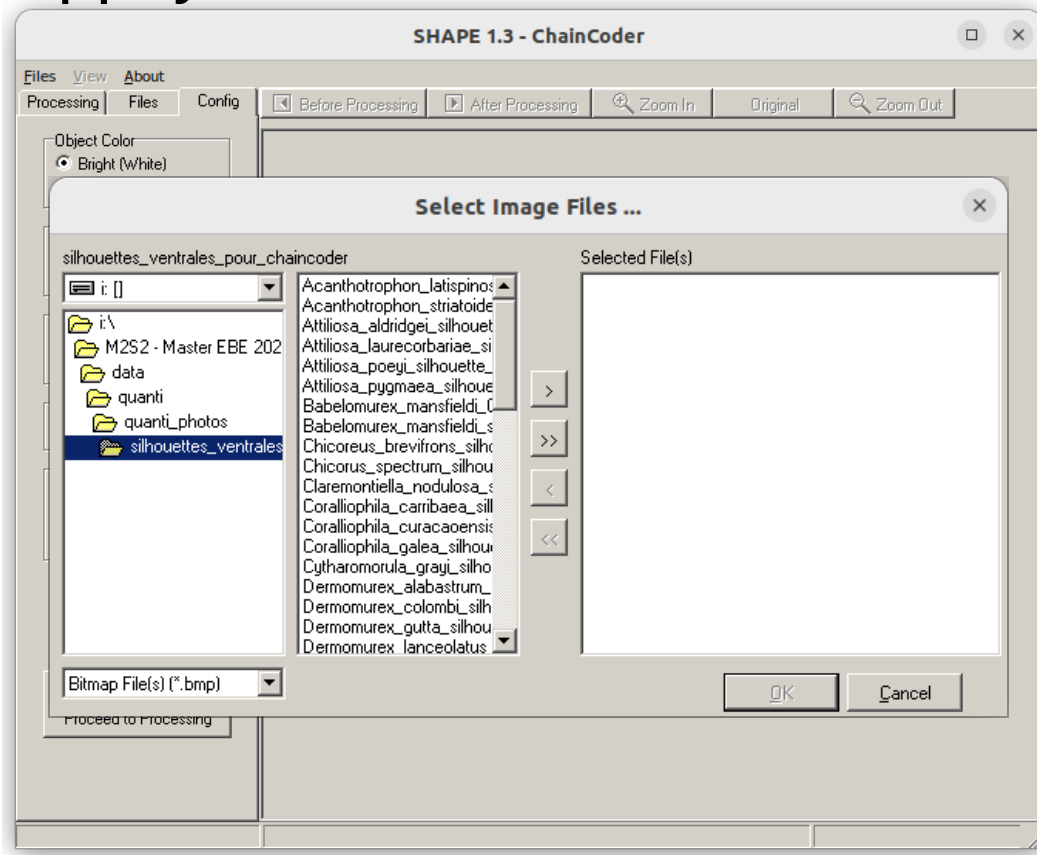 SHAPE 1.3 - ChainCoder
Files View About
Processing Files Config Before Processing After Processing Zoom In Original Zoom Out
Object Color
Bright (White)
Select Image Files ...
silhouettes_ventrales_pour_chaincoder
Selected File(s)
i: []
i:\
M2S2 - Master EBE 202
data
quanti
quanti_photos
silhouettes_ventrales
Acanthotrophon_latispinos
Acanthotrophon_striatoide
Attiliosa_aldridgei_silhouet
Attiliosa_laurecorbariae_si
Attiliosa_poeyi_silhouette_
Attiliosa_pygmaea_silhoue
Babelomurex_mansfieldi_
Babelomurex_mansfieldi_s
Chicoreus_brevifrons_silho
Chicorus_spectrum_silhou
Claremontiella_nodulosa_s
Coralliophila_carribaea_sill
Coralliophila_curacaoensis
Coralliophila_galea_silhou
Cytharomorula_grayi_silho
Dermomurex_alabastrum_
Dermomurex_colombi_silh
Dermomurex_gutta_silhou
Dermomurex_lanceolatus
>
>>
<
<<
Bitmap File(s) (*.bmp)
OK Cancel
Proceed to Processing